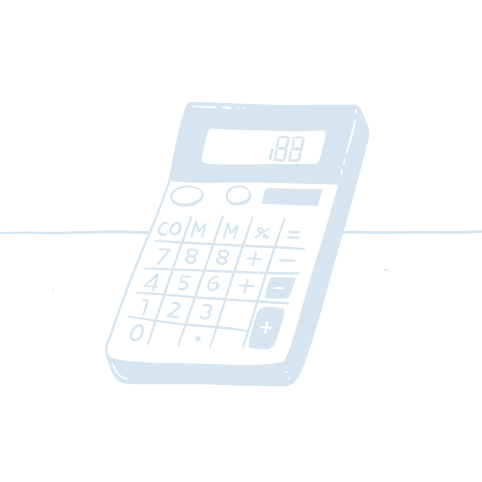 188
CO M M % =
7 8 8 + −
4 5 6 + −
1 2 3 +
0 .